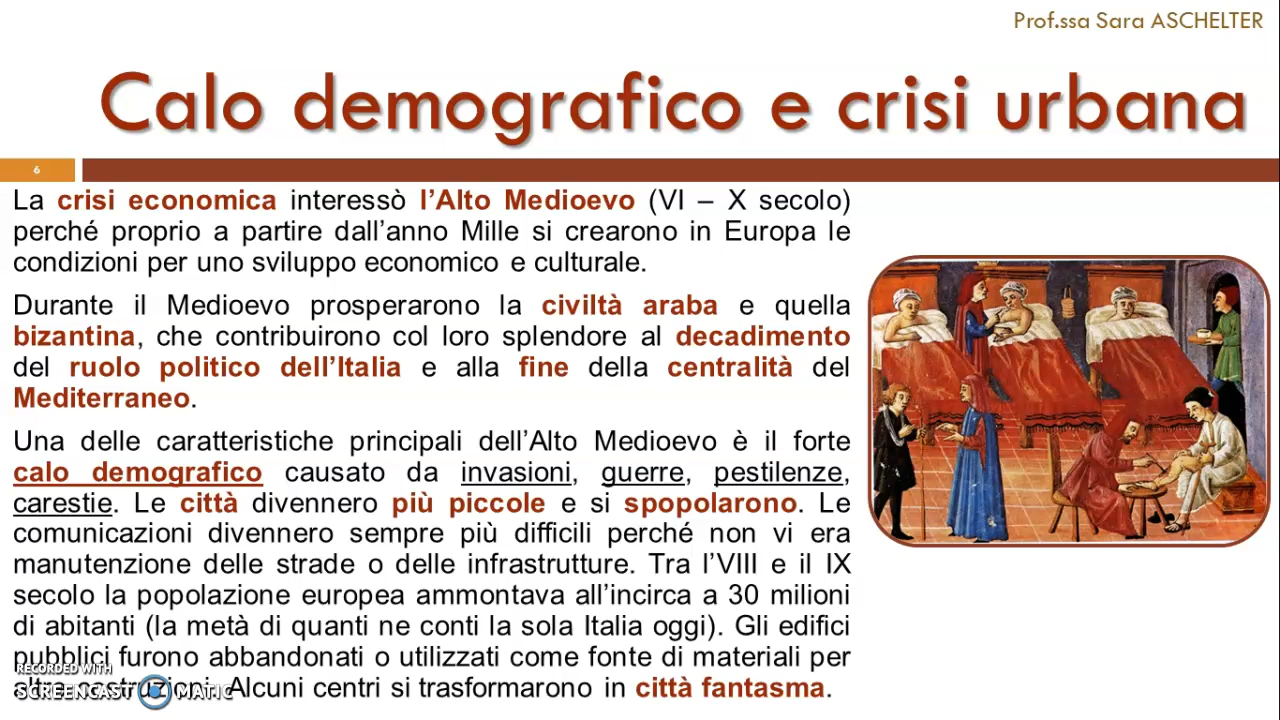 Prof.ssa Sara ASCHELTER
Calo demografico e crisi urbana
6
La crisi economica interessò l’Alto Medioevo (VI – X secolo)
perché proprio a partire dall’anno Mille si crearono in Europa le
condizioni per uno sviluppo economico e culturale.
Durante il Medioevo prosperarono la civiltà araba e quella
bizantina, che contribuirono col loro splendore al decadimento
del ruolo politico dell’Italia e alla fine della centralità del
Mediterraneo.
Una delle caratteristiche principali dell’Alto Medioevo è il forte
calo demografico causato da invasioni, guerre, pestilenze,
carestie. Le città divennero più piccole e si spopolarono. Le
comunicazioni divennero sempre più difficili perché non vi era
manutenzione delle strade o delle infrastrutture. Tra l’VIII e il IX
secolo la popolazione europea ammontava all’incirca a 30 milioni
di abitanti (la metà di quanti ne conti la sola Italia oggi). Gli edifici
pubblici furono abbandonati o utilizzati come fonte di materiali per
altre costruzioni. Alcuni centri si trasformarono in città fantasma.
RECORDED WITH
SCREENCAST MATIC